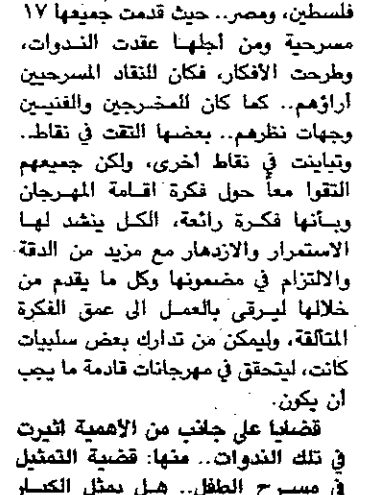 فلسطين، ومصر.. حيث قدمت جميعها ١٧
مسرحية ومن اجلها عقدت الندوات،
وطرحت الأفكار، فكان للنقاد المسرحيين
آراؤهم.. كما كان للمخرجين والفنيين
وجهات نظرهم.. بعضها التقت في نقاط..
وتباينت في نقاط أخرى، ولكن جميعهم
التقوا معاً حول فكرة اقامة المهرجان
وبأنها فكرة رائعة، الكل ينشد لها
الاستمرار والازدهار مع مزيد من الدقة
والالتزام في مضمونها وكل ما يقدم من
خلالها ليرقى بالعمل الى عمق الفكرة
المتألقة، وليمكن من تدارك بعض سلبيات
كانت، ليتحقق في مهرجانات قادمة ما يجب
أن يكون.
قضايا على جانب من الأهمية اثيرت
في تلك الندوات.. منها: قضية التمثيل
في مسرح الطفل.. هل يمثل الكبار